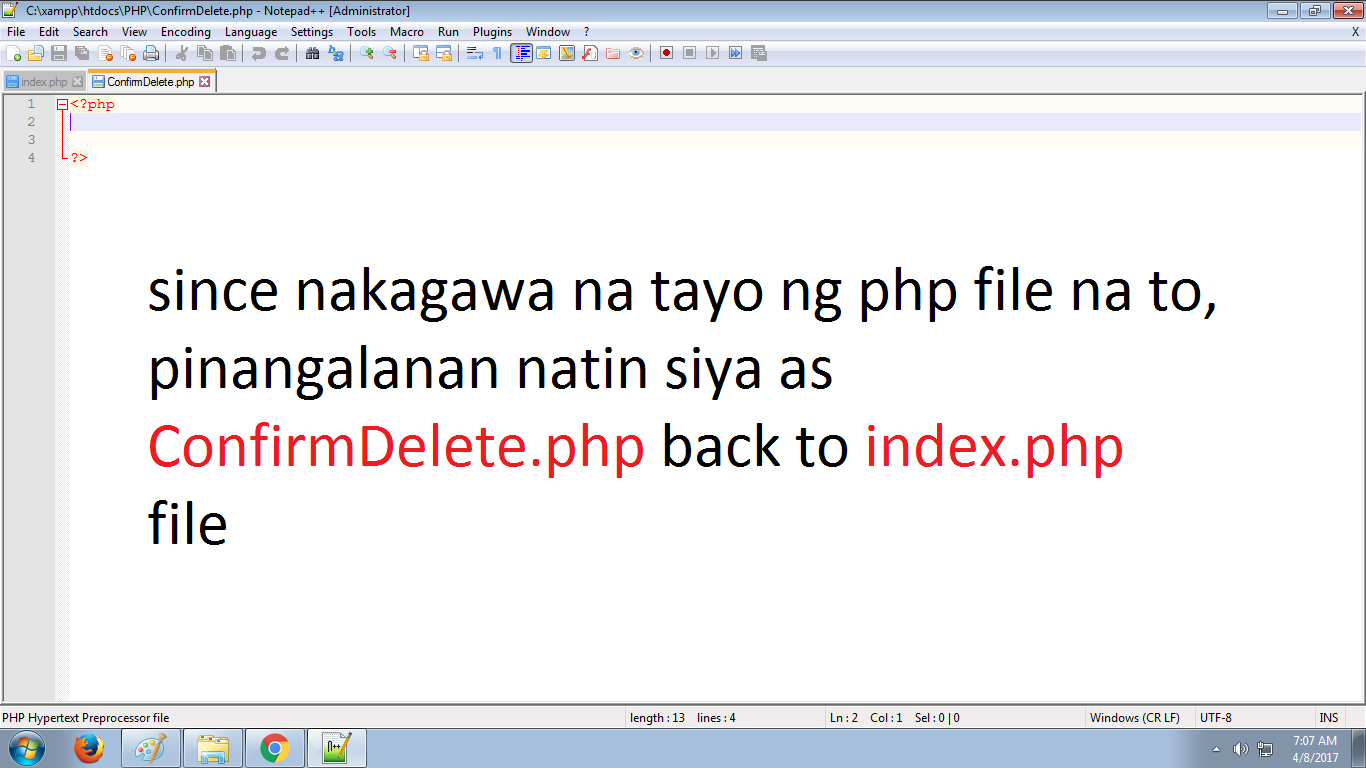 C:\xampp\htdocs\PHP\ConfirmDelete.php - Notepad++ [Administrator]
File Edit Search View Encoding Language Settings Tools Macro Run Plugins Window ? X
index.php ConfirmDelete.php
1 <?php
2
3
4 ?>
since nakagawa na tayo ng php file na to,
pinangalanan natin siya as
ConfirmDelete.php back to index.php
file
PHP Hypertext Preprocessor file length : 13 lines : 4 Ln : 2 Col : 1 Sel : 0 | 0 Windows (CR LF) UTF-8 INS
7:07 AM
4/8/2017